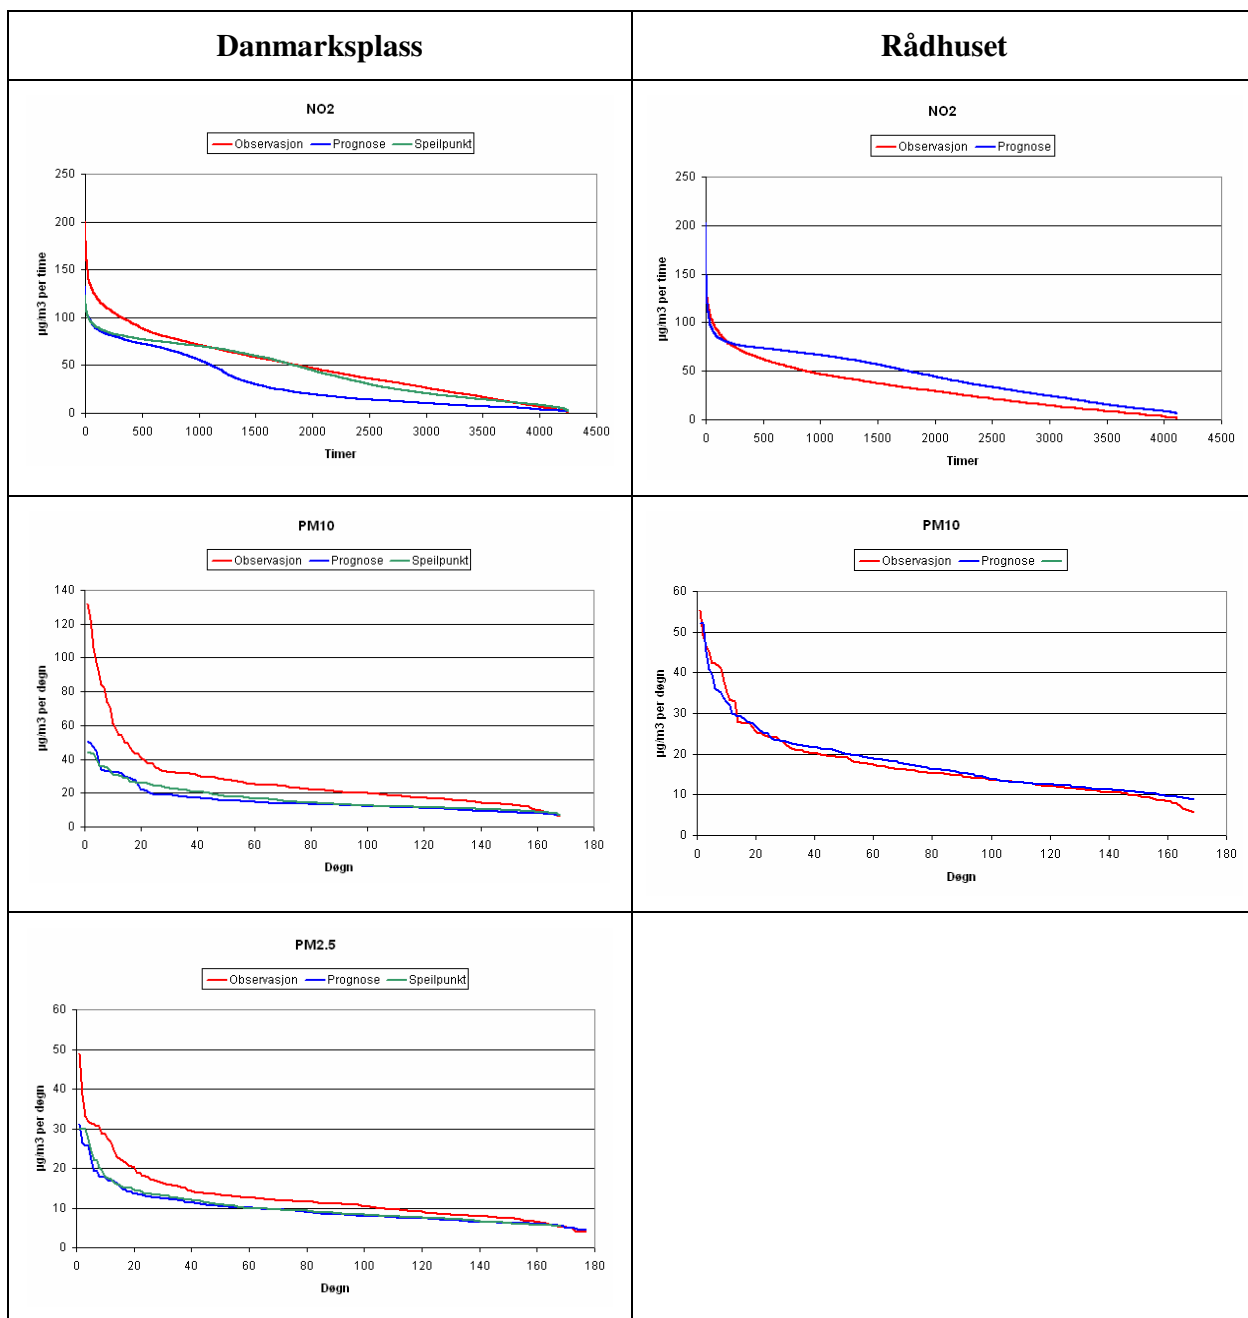 Danmarksplass
Rådhuset
NO2
Observasjon Prognose Speilpunkt
250
200
150
100
50
0
µg/m3 per time
0 500 1000 1500 2000 2500 3000 3500 4000 4500
Timer
NO2
Observasjon Prognose
250
200
150
100
50
0
µg/m3 per time
0 500 1000 1500 2000 2500 3000 3500 4000 4500
Timer
PM10
Observasjon Prognose Speilpunkt
140
120
100
80
60
40
20
0
µg/m3 per døgn
0 20 40 60 80 100 120 140 160 180
Døgn
PM10
Observasjon Prognose
60
50
40
30
20
10
0
µg/m3 per døgn
0 20 40 60 80 100 120 140 160 180
Døgn
PM2.5
Observasjon Prognose Speilpunkt
60
50
40
30
20
10
0
µg/m3 per døgn
0 20 40 60 80 100 120 140 160 180
Døgn